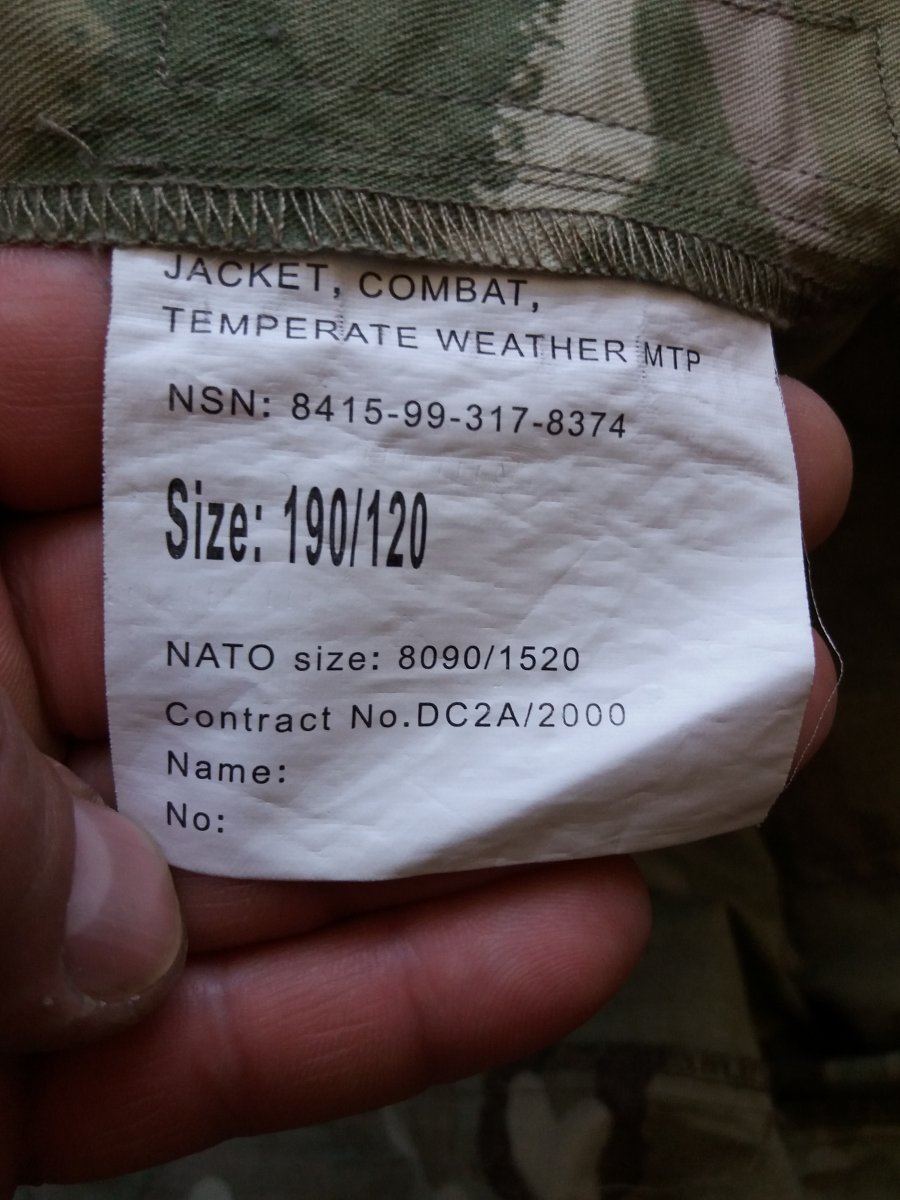 JACKET, COMBAT,
TEMPERATE WEATHER MTP
NSN: 8415-99-317-8374
Size: 190/120
NATO size: 8090/1520
Contract No.DC2A/2000
Name:
No: